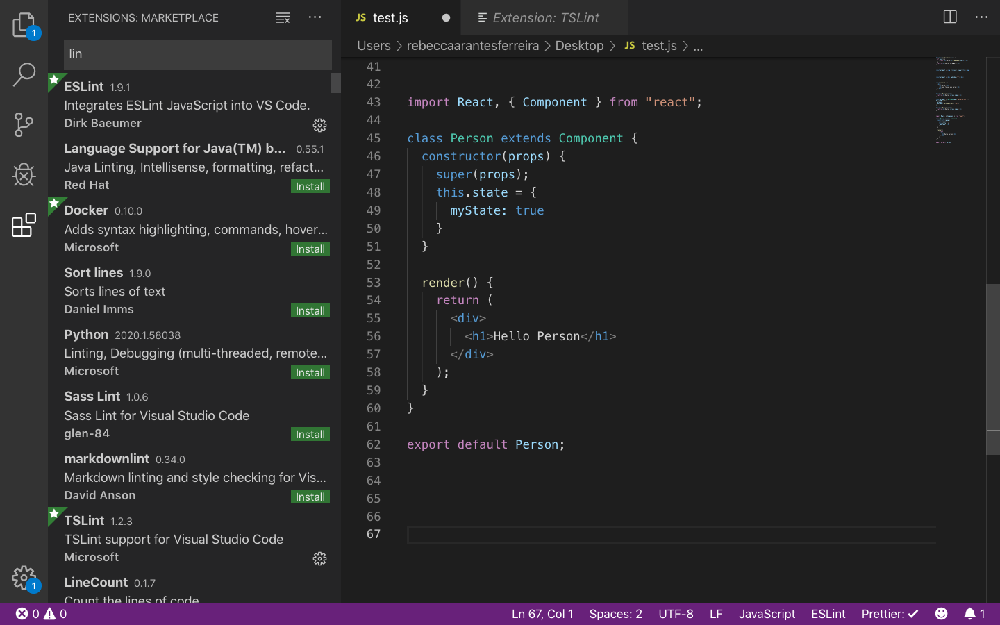 1
EXTENSIONS: MARKETPLACE
lin
ESLint 1.9.1
Integrates ESLint JavaScript into VS Code.
Dirk Baeumer
Language Support for Java(TM) b... 0.55.1
Java Linting, Intellisense, formatting, refact...
Red Hat Install
Docker 0.10.0
Adds syntax highlighting, commands, hover...
Microsoft Install
Sort lines 1.9.0
Sorts lines of text
Daniel Imms Install
Python 2020.1.58038
Linting, Debugging (multi-threaded, remote...
Microsoft Install
Sass Lint 1.0.6
Sass Lint for Visual Studio Code
glen-84 Install
markdownlint 0.34.0
Markdown linting and style checking for Vis...
David Anson Install
TSLint 1.2.3
TSLint support for Visual Studio Code
Microsoft
LineCount 0.1.7
Count the lines of code
1
JS test.js
Extension: TSLint
Users > rebeccaarantesferreira > Desktop > JS test.js > ...
41
42
43 import React, { Component } from "react";
44
45 class Person extends Component {
46 constructor(props) {
47 super(props);
48 this.state = {
49 myState: true
50 }
51 }
52
53 render() {
54 return (
55 <div>
56 <h1>Hello Person</h1>
57 </div>
58 );
59 }
60 }
61
62 export default Person;
63
64
65
66
67
0 0 Ln 67, Col 1 Spaces: 2 UTF-8 LF JavaScript ESLint Prettier: ✓ 1